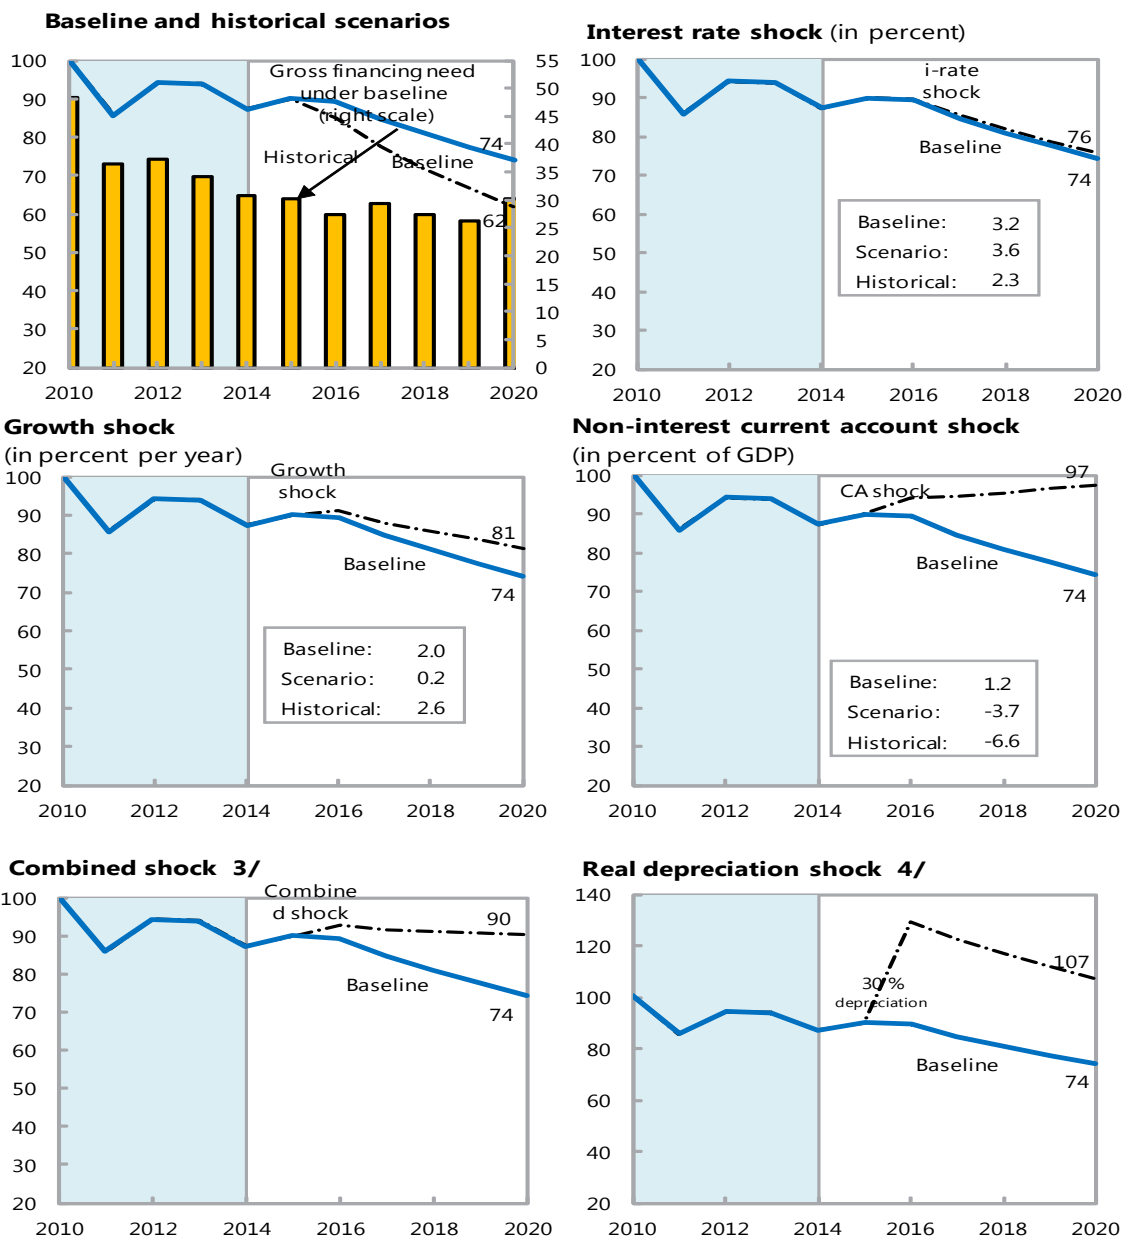 Baseline and historical scenarios
100
90
80
70
60
50
40
30
20
55
50
45
40
35
30
25
20
15
10
5
0
Gross financing need
under baseline
(right scale)
Historical
Baseline
74
62
2010 2012 2014 2016 2018 2020
Interest rate shock (in percent)
100
90
80
70
60
50
40
30
20
i-rate
shock
Baseline
76
74
Baseline: 3.2
Scenario: 3.6
Historical: 2.3
2010 2012 2014 2016 2018 2020
Growth shock
(in percent per year)
100
90
80
70
60
50
40
30
20
Growth
shock
81
Baseline
74
Baseline: 2.0
Scenario: 0.2
Historical: 2.6
2010 2012 2014 2016 2018 2020
Non-interest current account shock
(in percent of GDP)
100
90
80
70
60
50
40
30
20
97
CA shock
Baseline
74
Baseline: 1.2
Scenario: -3.7
Historical: -6.6
2010 2012 2014 2016 2018 2020
Combined shock 3/
100
90
80
70
60
50
40
30
20
Combine
d shock
90
Baseline
74
2010 2012 2014 2016 2018 2020
Real depreciation shock 4/
140
120
100
80
60
40
20
107
30 %
depreciation
Baseline
74
2010 2012 2014 2016 2018 2020